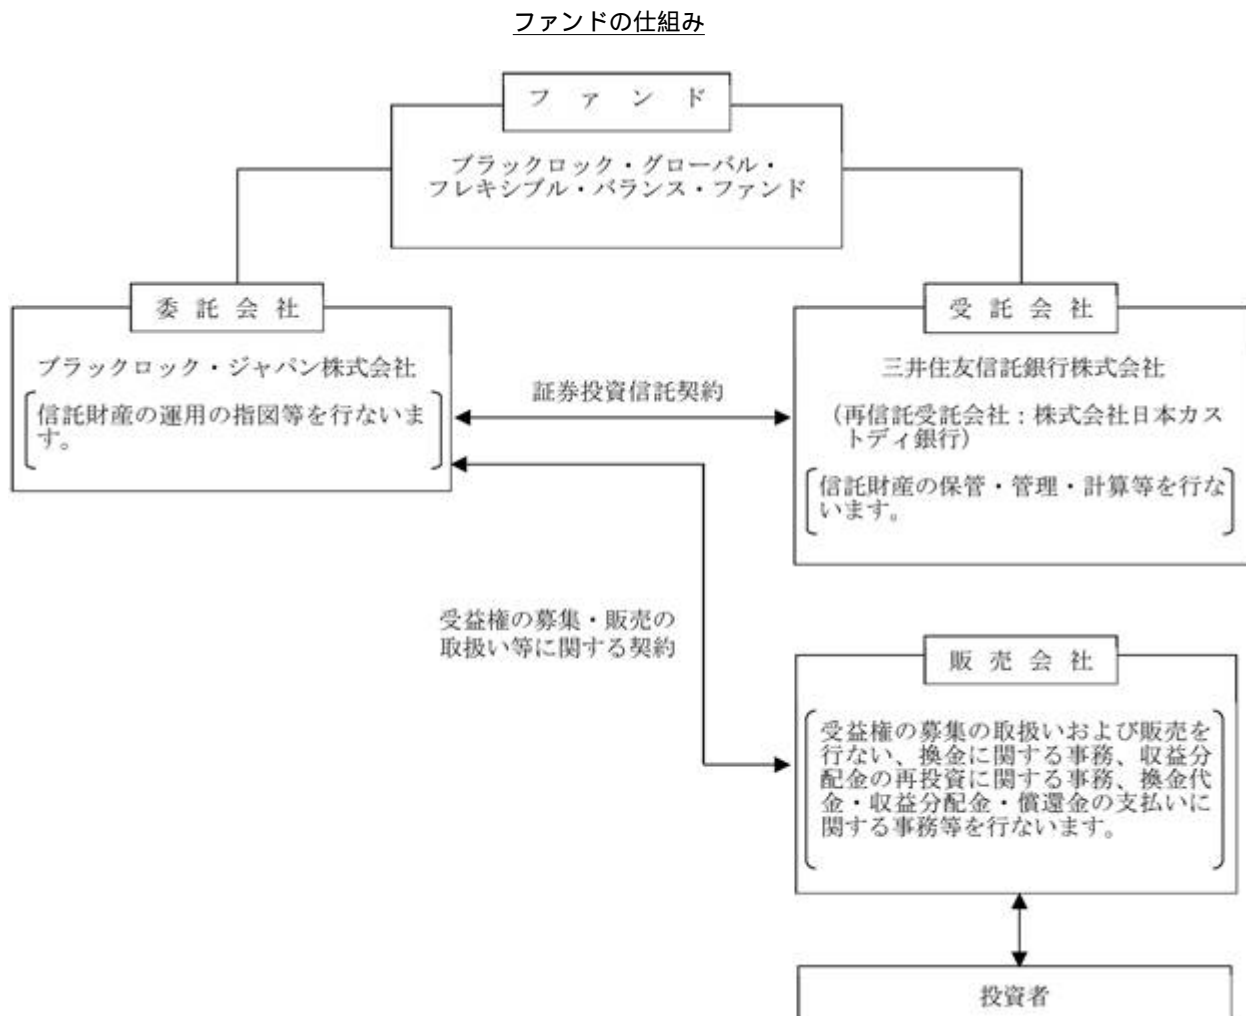 ファンドの仕組み
ファンド
ブラックロック・グローバル・
フレキシブル・バランス・ファンド
委託会社
ブラックロック・ジャパン株式会社
信託財産の運用の指図等を行ないま
す。
証券投資信託契約
受託会社
三井住友信託銀行株式会社
(再信託受託会社:株式会社日本カス
トディ銀行)
信託財産の保管・管理・計算等を行な
います。
受益権の募集・販売の
取扱い等に関する契約
販売会社
受益権の募集の取扱いおよび販売を
行ない、換金に関する事務、収益分
配金の再投資に関する事務、換金代
金・収益分配金・償還金の支払いに
関する事務等を行ないます。
投資者